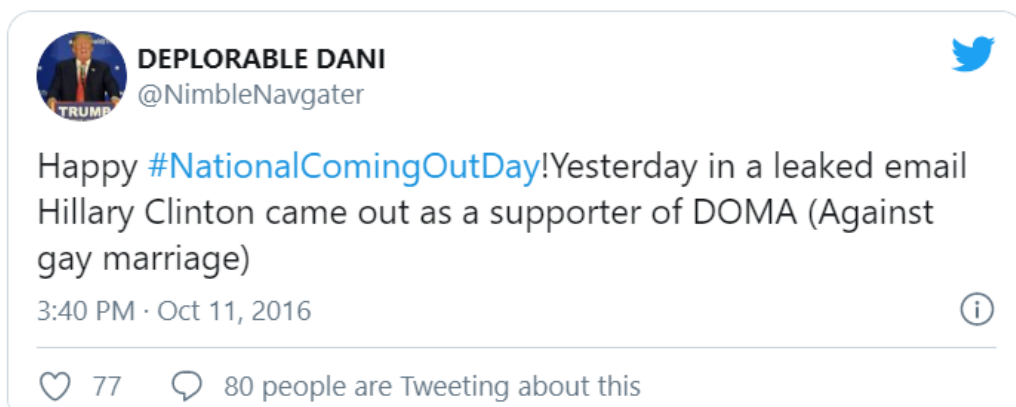 DEPLORABLE DANI
@NimbleNavgater
TRUMP
Happy #NationalComingOutDay!Yesterday in a leaked email
Hillary Clinton came out as a supporter of DOMA (Against
gay marriage)
3:40 PM · Oct 11, 2016
77 80 people are Tweeting about this